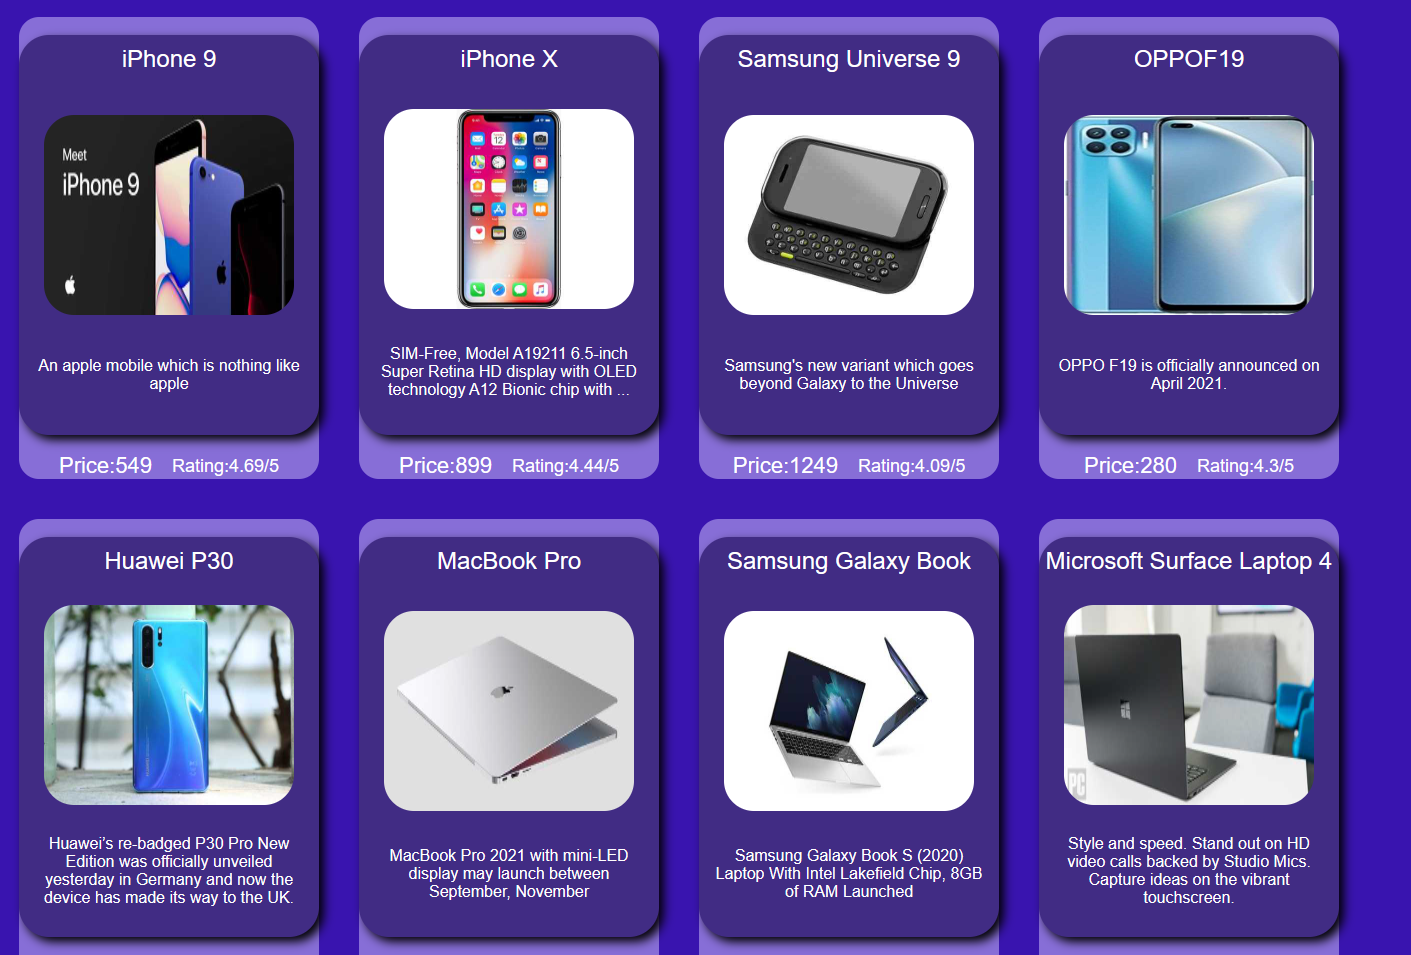 iPhone 9
iPhone X
Samsung Universe 9
OPPOF19
Meet
iPhone 9
An apple mobile which is nothing like
apple
SIM-Free, Model A19211 6.5-inch
Super Retina HD display with OLED
technology A12 Bionic chip with ...
Samsung's new variant which goes
beyond Galaxy to the Universe
OPPO F19 is officially announced on
April 2021.
Price:549 Rating:4.69/5
Price:899 Rating:4.44/5
Price:1249 Rating:4.09/5
Price:280 Rating:4.3/5
Huawei P30
MacBook Pro
Samsung Galaxy Book
Microsoft Surface Laptop 4
PC
Huawei’s re-badged P30 Pro New
Edition was officially unveiled
yesterday in Germany and now the
device has made its way to the UK.
MacBook Pro 2021 with mini-LED
display may launch between
September, November
Samsung Galaxy Book S (2020)
Laptop With Intel Lakefield Chip, 8GB
of RAM Launched
Style and speed. Stand out on HD
video calls backed by Studio Mics.
Capture ideas on the vibrant
touchscreen.